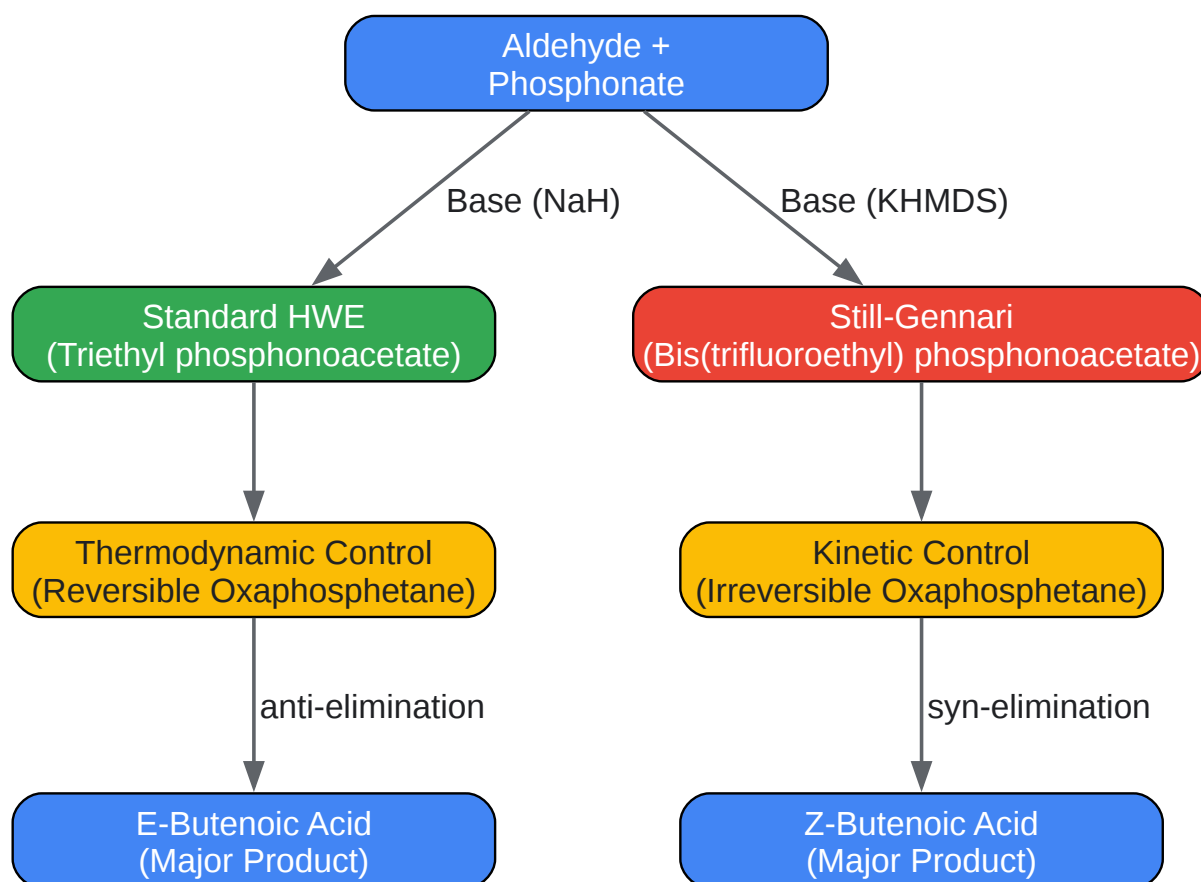 Aldehyde +
Phosphonate
Base (NaH)
Base (KHMDS)
Standard HWE
(Triethyl phosphonoacetate)
Still-Gennari
(Bis(trifluoroethyl) phosphonoacetate)
Thermodynamic Control
(Reversible Oxaphosphetane)
Kinetic Control
(Irreversible Oxaphosphetane)
anti-elimination
syn-elimination
E-Butenoic Acid
(Major Product)
Z-Butenoic Acid
(Major Product)